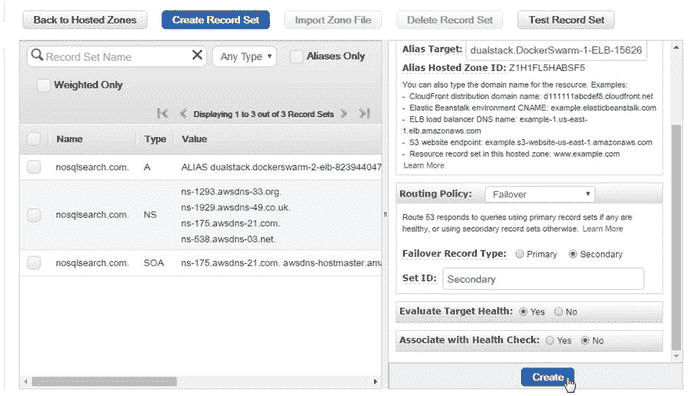 Back to Hosted Zones
Create Record Set
Import Zone File
Delete Record Set
Test Record Set
Record Set Name
Any Type
Aliases Only
Weighted Only
Displaying 1 to 3 out of 3 Record Sets
Name Type Value
nosqlsearch.com. A ALIAS dualstack.dockerswarm-2-elb-823944047
nosqlsearch.com. NS
ns-1293.awsdns-33.org.
ns-1929.awsdns-49.co.uk.
ns-175.awsdns-21.com.
ns-538.awsdns-03.net.
nosqlsearch.com. SOA ns-175.awsdns-21.com. awsdns-hostmaster.ama
Alias Target: dualstack.DockerSwarm-1-ELB-15626
Alias Hosted Zone ID: Z1H1FL5HABSF5
You can also type the domain name for the resource. Examples:
- CloudFront distribution domain name: d111111abcdef8.cloudfront.net
- Elastic Beanstalk environment CNAME: example.elasticbeanstalk.com
- ELB load balancer DNS name: example-1.us-east-
1.elb.amazonaws.com
- S3 website endpoint: example.s3-website-us-east-1.amazonaws.com
- Resource record set in this hosted zone: www.example.com
Learn More
Routing Policy: Failover
Route 53 responds to queries using primary record sets if any are
healthy, or using secondary record sets otherwise. Learn More
Failover Record Type: Primary Secondary
Set ID: Secondary
Evaluate Target Health: Yes No
Associate with Health Check: Yes No
Create